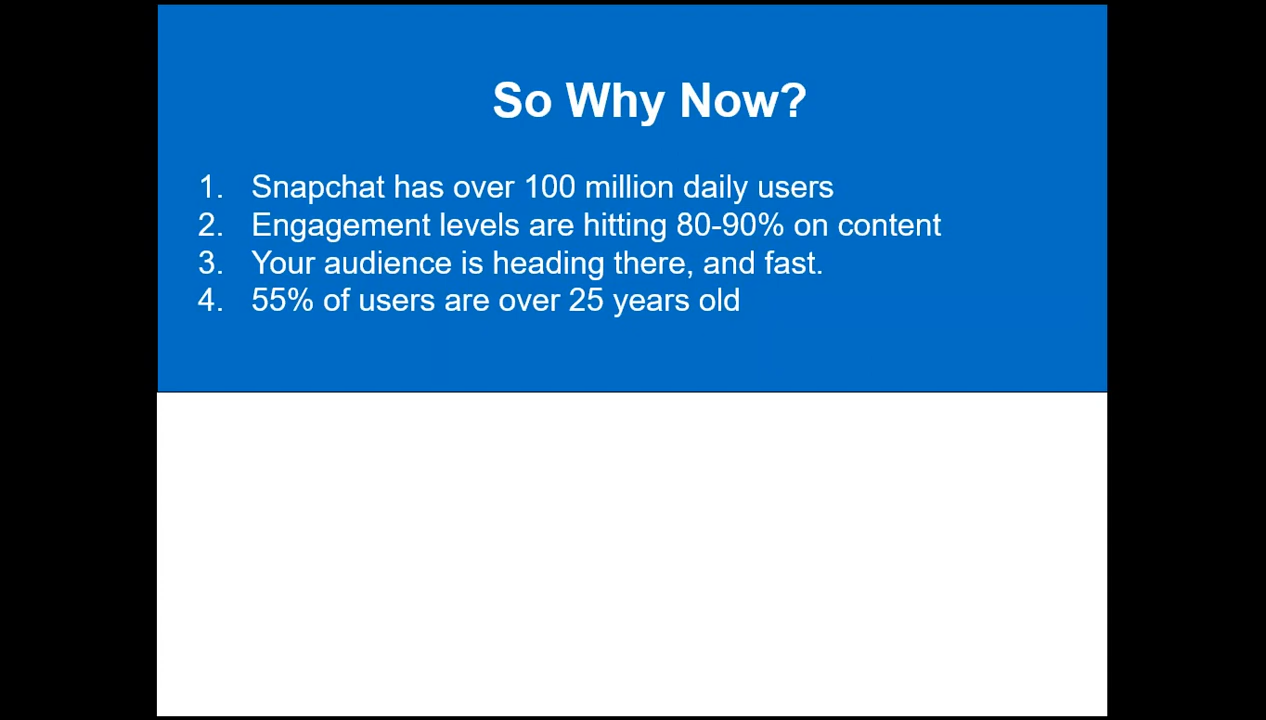 So Why Now?
1. Snapchat has over 100 million daily users
2. Engagement levels are hitting 80-90% on content
3. Your audience is heading there, and fast.
4. 55% of users are over 25 years old